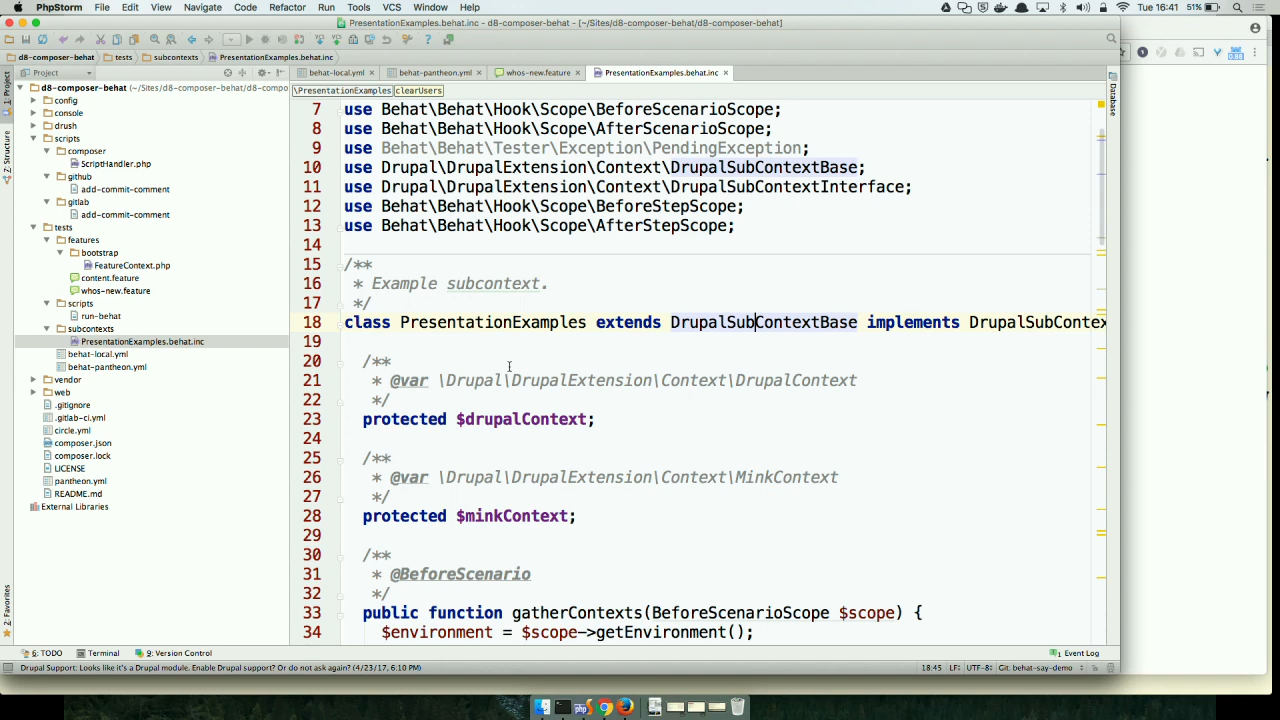 PhpStorm File Edit View Navigate Code Refactor Run Tools VCS Window Help Tue 16:41 51%
PresentationExamples.behat.inc - d8-composer-behat - [~/Sites/d8-composer-behat/d8-composer-behat]
d8-composer-behat tests subcontexts PresentationExamples.behat.inc
Project behat-local.yml behat-pantheon.yml whos-new.feature PresentationExamples.behat.inc
1: Project
Z: Structure
2: Favorites
Database
d8-composer-behat (~/Sites/d8-composer-behat/d8-compo
config
console
drush
scripts
composer
ScriptHandler.php
github
add-commit-comment
gitlab
add-commit-comment
tests
features
bootstrap
FeatureContext.php
content.feature
whos-new.feature
scripts
run-behat
subcontexts
PresentationExamples.behat.inc
behat-local.yml
behat-pantheon.yml
vendor
web
.gitignore
.gitlab-ci.yml
circle.yml
composer.json
composer.lock
LICENSE
pantheon.yml
README.md
External Libraries
\PresentationExamples clearUsers
7 use Behat\Behat\Hook\Scope\BeforeScenarioScope;
8 use Behat\Behat\Hook\Scope\AfterScenarioScope;
9 use Behat\Behat\Tester\Exception\PendingException;
10 use Drupal\DrupalExtension\Context\DrupalSubContextBase;
11 use Drupal\DrupalExtension\Context\DrupalSubContextInterface;
12 use Behat\Behat\Hook\Scope\BeforeStepScope;
13 use Behat\Behat\Hook\Scope\AfterStepScope;
14
15 /**
16 * Example subcontext.
17 */
18 class PresentationExamples extends DrupalSubContextBase implements DrupalSubContex
19
20 /**
21 * @var \Drupal\DrupalExtension\Context\DrupalContext
22 */
23 protected $drupalContext;
24
25 /**
26 * @var \Drupal\DrupalExtension\Context\MinkContext
27 */
28 protected $minkContext;
29
30 /**
31 * @BeforeScenario
32 */
33 public function gatherContexts(BeforeScenarioScope $scope) {
34 $environment = $scope->getEnvironment();
6: TODO Terminal 9: Version Control 1 Event Log
Drupal Support: Looks like it's a Drupal module. Enable Drupal support? Or do not ask again? (4/23/17, 6:10 PM) 18:45 LF÷ UTF-8÷ Git: behat-say-demo